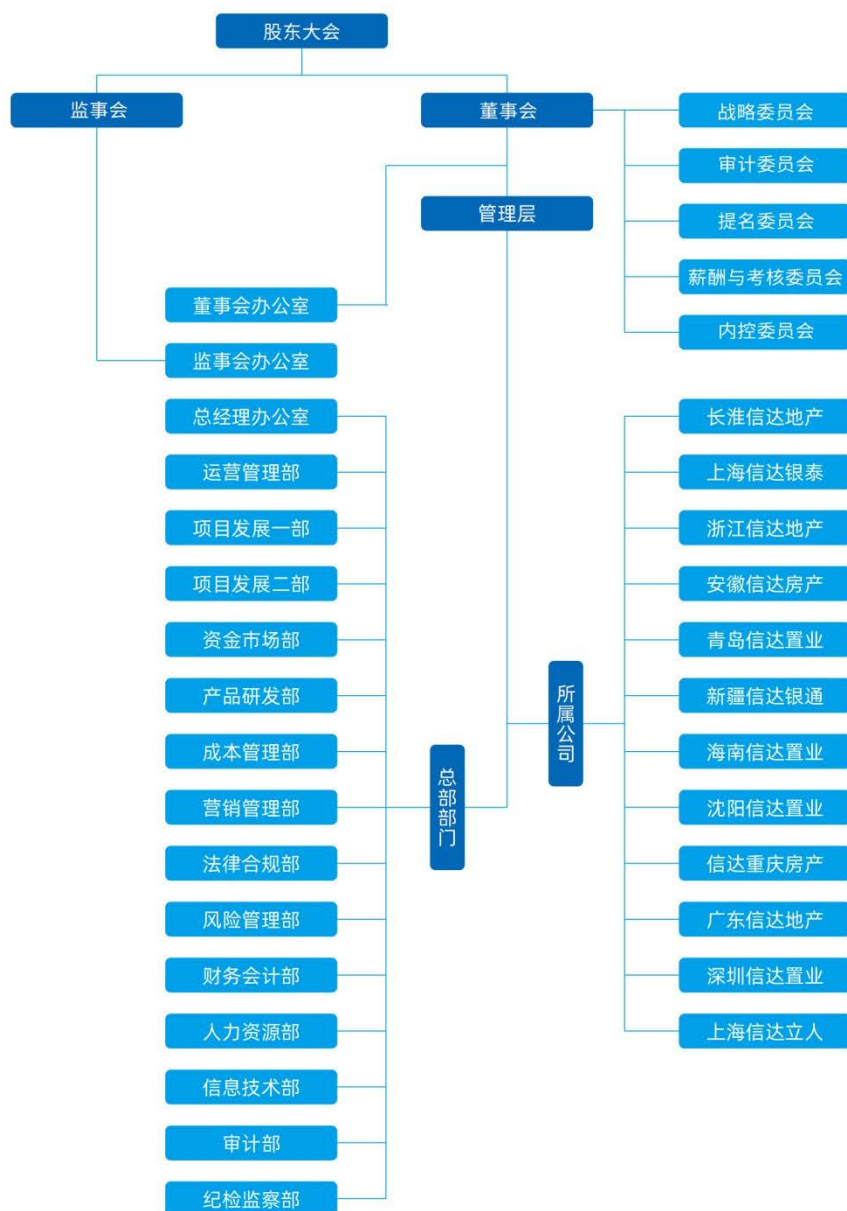 股东大会
监事会
董事会
管理层
战略委员会
审计委员会
提名委员会
薪酬与考核委员会
内控委员会
董事会办公室
监事会办公室
总经理办公室
运营管理部
项目发展一部
项目发展二部
资金市场部
产品研发部
成本管理部
营销管理部
法律合规部
风险管理部
财务会计部
人力资源部
信息技术部
审计部
纪检监察部
总部部门
所属公司
长淮信达地产
上海信达银泰
浙江信达地产
安徽信达房产
青岛信达置业
新疆信达银通
海南信达置业
沈阳信达置业
信达重庆房产
广东信达地产
深圳信达置业
上海信达立人